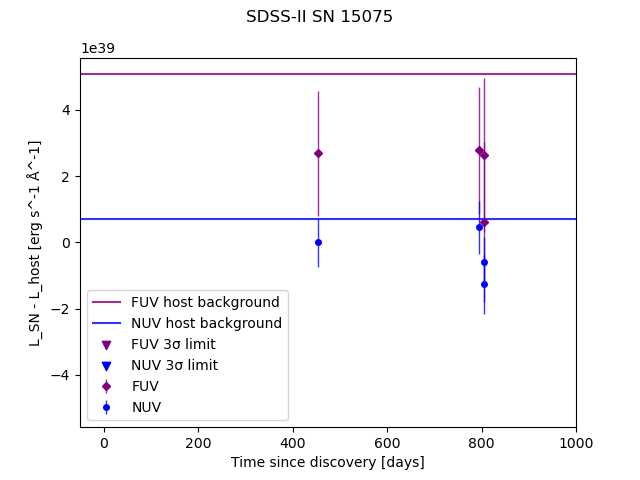 SDSS-II SN 15075
1e39
L_SN - L_host [erg s^-1 Å^-1]
4
2
0
−2
−4
FUV host background
NUV host background
FUV 3σ limit
NUV 3σ limit
FUV
NUV
0 200 400 600 800 1000
Time since discovery [days]